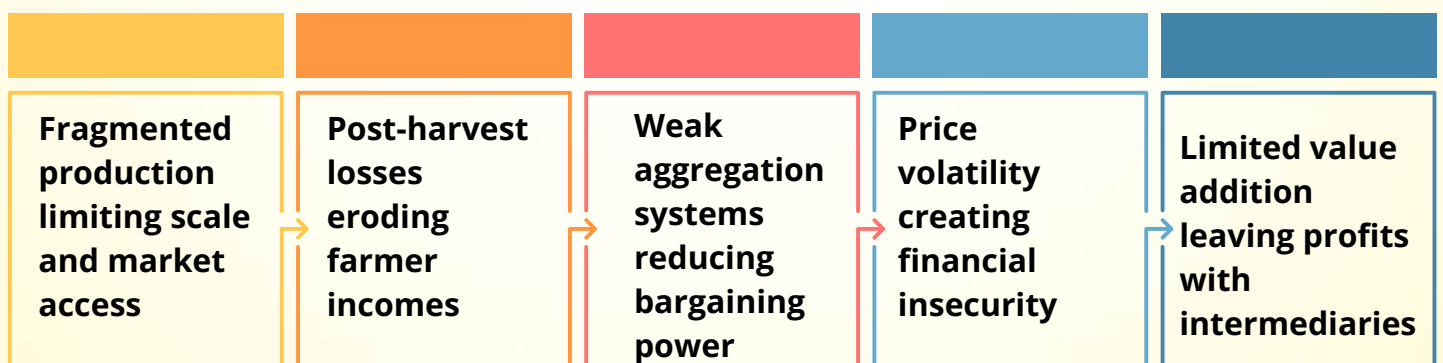 Fragmented
production
limiting scale
and market
access
Post-harvest
losses
eroding
farmer
incomes
Weak
aggregation
systems
reducing
bargaining
power
Price
volatility
creating
financial
insecurity
Limited value
addition
leaving profits
with
intermediaries